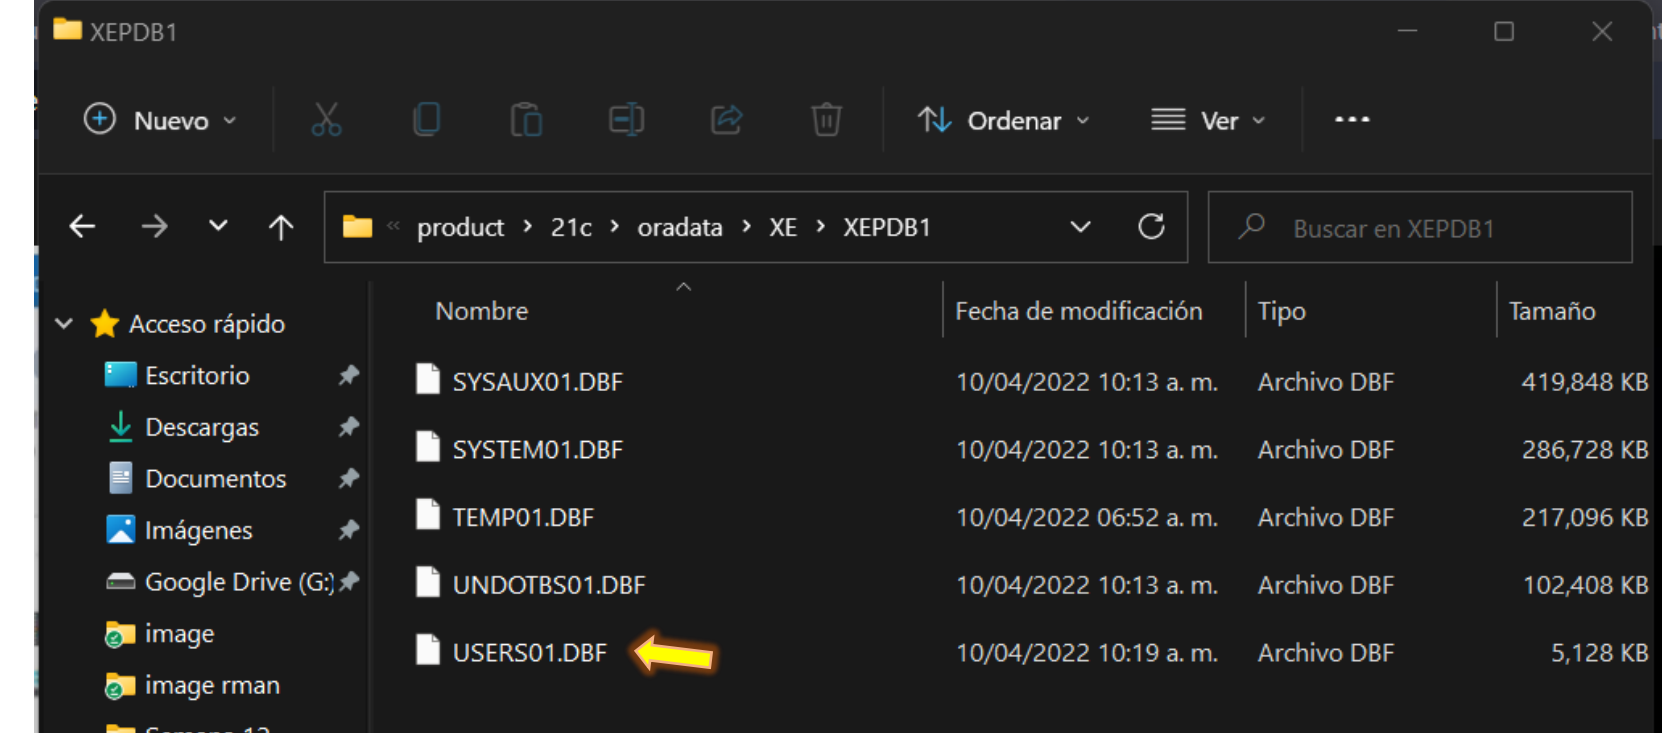 XEPDB1
Nuevo
Ordenar
Ver
« product > 21c > oradata > XE > XEPDB1
Buscar en XEPDB1
Nombre
Fecha de modificación
Tipo
Tamaño
Acceso rápido
Escritorio
Descargas
Documentos
Imágenes
Google Drive (G:)
image
image rman
SYSAUX01.DBF 10/04/2022 10:13 a. m. Archivo DBF 419,848 KB
SYSTEM01.DBF 10/04/2022 10:13 a. m. Archivo DBF 286,728 KB
TEMP01.DBF 10/04/2022 06:52 a. m. Archivo DBF 217,096 KB
UNDOTBS01.DBF 10/04/2022 10:13 a. m. Archivo DBF 102,408 KB
USERS01.DBF 10/04/2022 10:19 a. m. Archivo DBF 5,128 KB